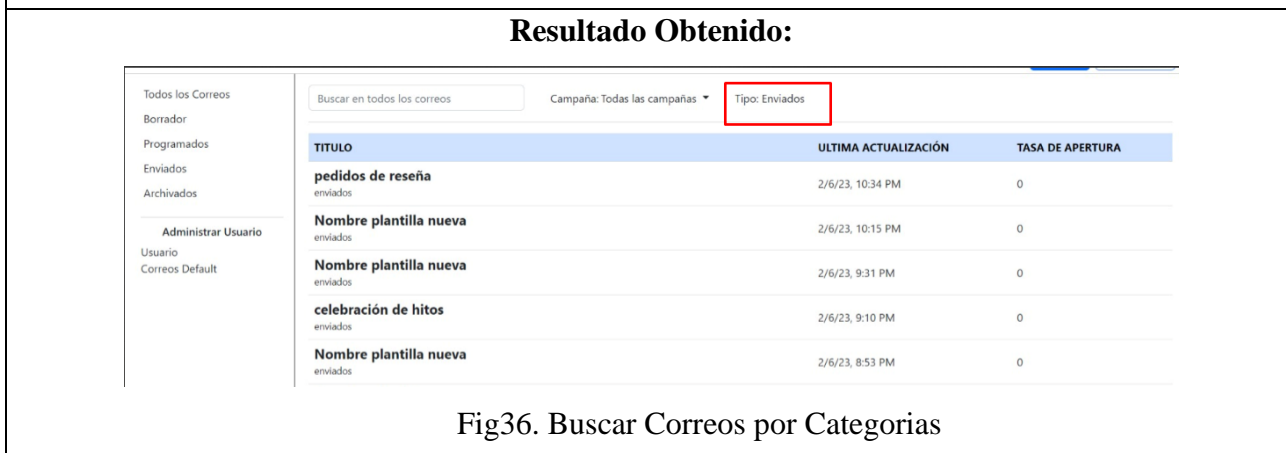 Resultado Obtenido:
Todos los Correos
Borrador
Programados
Enviados
Archivados
Administrar Usuario
Usuario
Correos Default
Buscar en todos los correos
Campaña: Todas las campañas
Tipo: Enviados
TITULO ULTIMA ACTUALIZACIÓN TASA DE APERTURA
pedidos de reseña
enviados
2/6/23, 10:34 PM 0
Nombre plantilla nueva
enviados
2/6/23, 10:15 PM 0
Nombre plantilla nueva
enviados
2/6/23, 9:31 PM 0
celebración de hitos
enviados
2/6/23, 9:10 PM 0
Nombre plantilla nueva
enviados
2/6/23, 8:53 PM 0
Fig36. Buscar Correos por Categorias